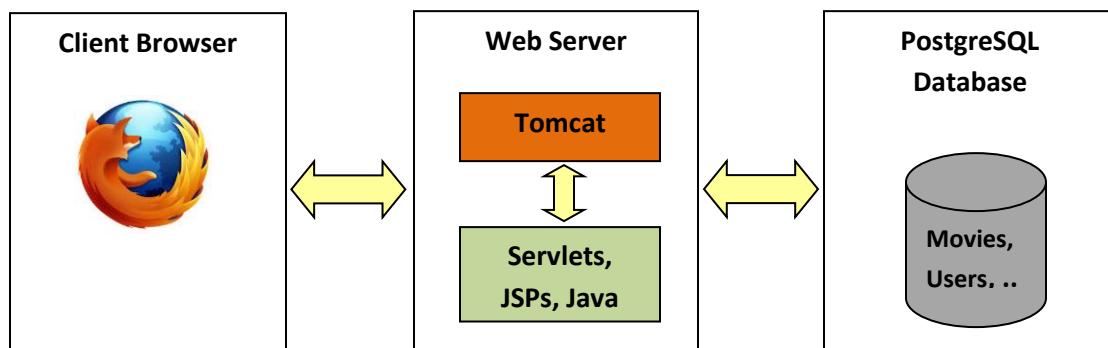 Client Browser
Web Server
Tomcat
Servlets,
JSPs, Java
PostgreSQL
Database
Movies,
Users, ..